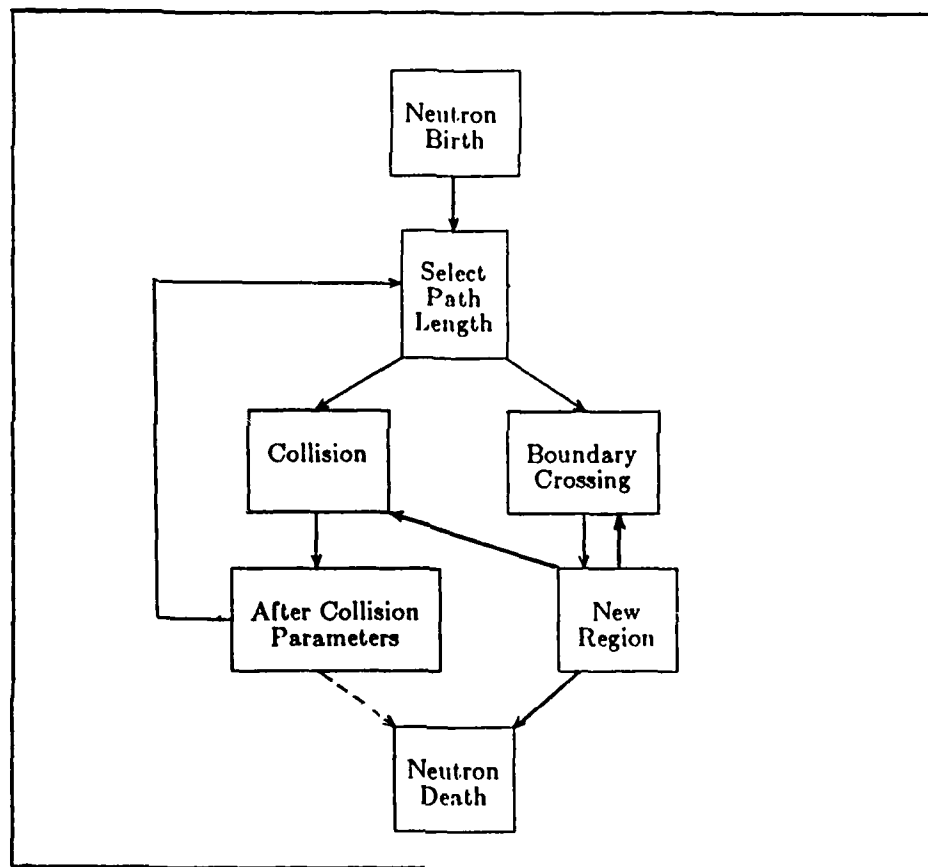 Neutron
Birth
Select
Path
Length
Collision
Boundary
Crossing
After Collision
Parameters
New
Region
Neutron
Death